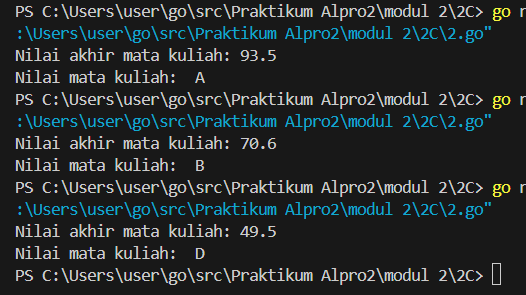 PS C:\Users\user\go\src\Praktikum Alpro2\modul 2\2C> go
:\Users\user\go\src\Praktikum Alpro2\modul 2\2C\2.go"
Nilai akhir mata kuliah: 93.5
Nilai mata kuliah:  A
PS C:\Users\user\go\src\Praktikum Alpro2\modul 2\2C> go
:\Users\user\go\src\Praktikum Alpro2\modul 2\2C\2.go"
Nilai akhir mata kuliah: 70.6
Nilai mata kuliah:  B
PS C:\Users\user\go\src\Praktikum Alpro2\modul 2\2C> go
:\Users\user\go\src\Praktikum Alpro2\modul 2\2C\2.go"
Nilai akhir mata kuliah: 49.5
Nilai mata kuliah:  D
PS C:\Users\user\go\src\Praktikum Alpro2\modul 2\2C>